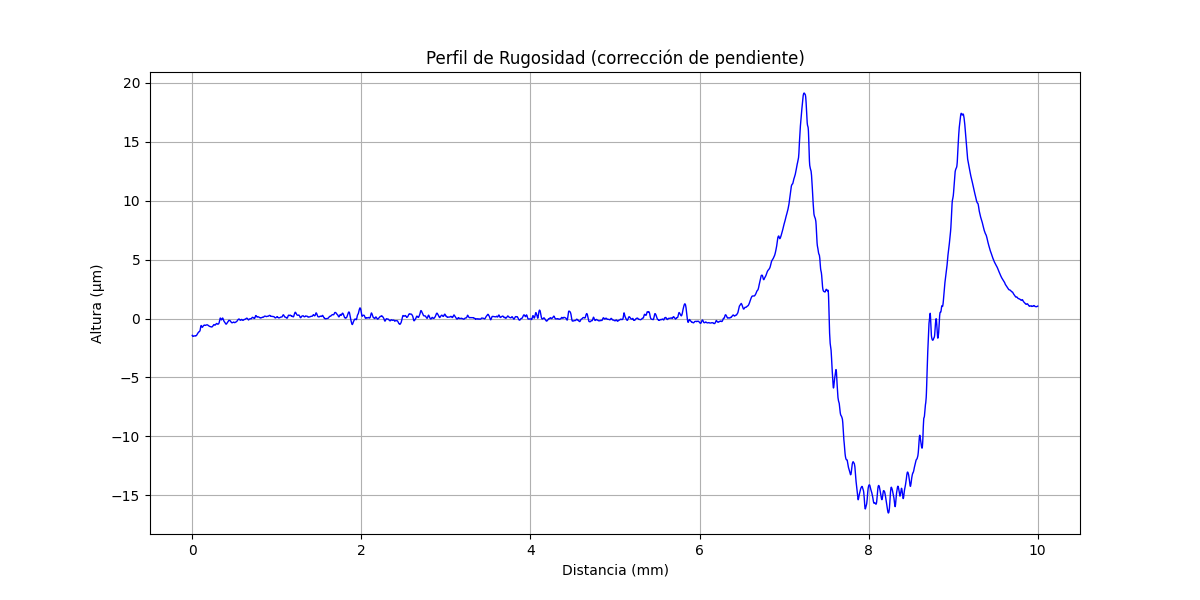 Perfil de Rugosidad (corrección de pendiente)
Altura (µm)
20
15
10
5
0
−5
−10
−15
0 2 4 6 8 10
Distancia (mm)